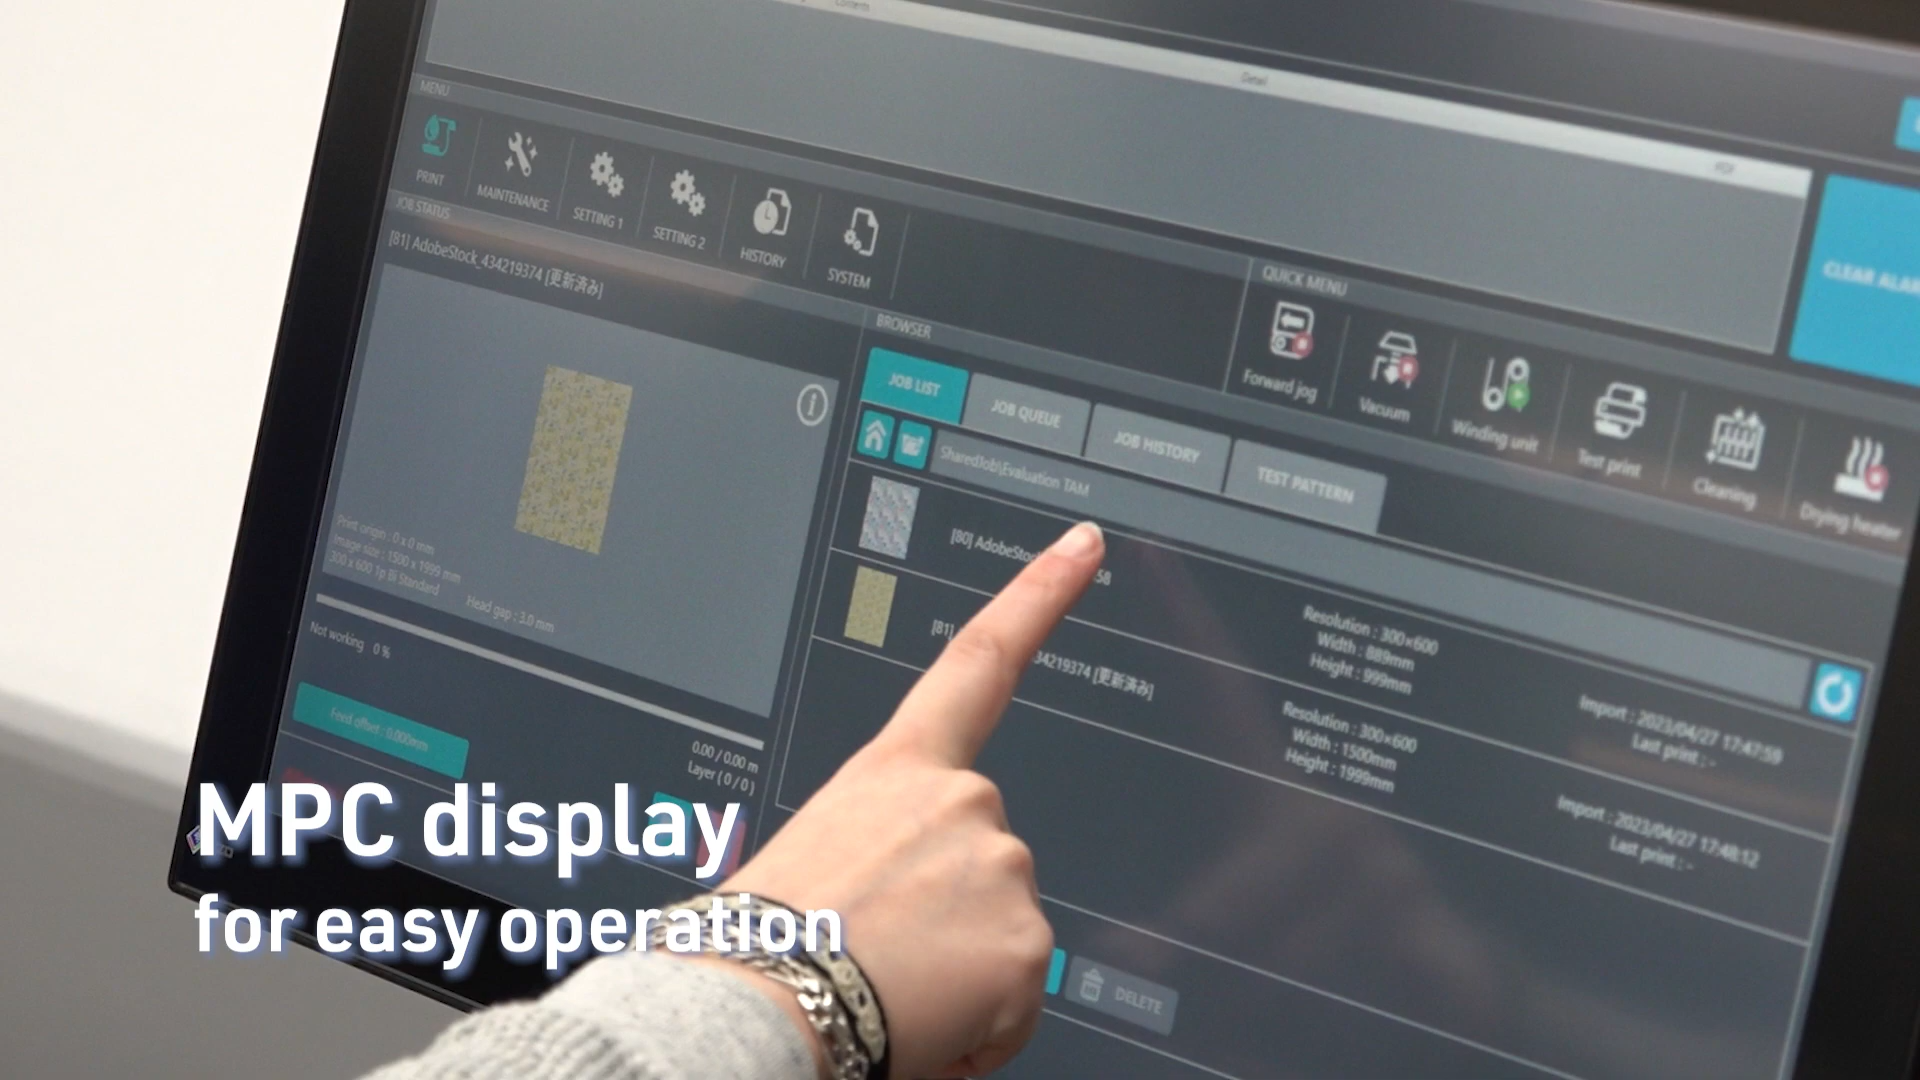 Contents
Detail
MENU
PRINT
MAINTENANCE
SETTING 1
SETTING 2
HISTORY
SYSTEM
QUICK MENU
Forward jog
Vacuum
Winding unit
Test print
Cleaning
Drying heater
CLEAR ALAR
JOB STATUS
[81] AdobeStock_434219374 [更新済み]
Print origin : 0 x 0 mm
Image size : 1500 x 1999 mm
300 x 600 1p Bi Standard
Head gap : 3.0 mm
Not working 0 %
Feed offset : 0.000mm
0.00 / 0.00 m
Layer ( 0 / 0 )
BROWSER
JOB LIST
JOB QUEUE
JOB HISTORY
TEST PATTERN
SharedJob\Evaluation TAM
[80] AdobeStoc
58
Resolution : 300×600
Width : 889mm
Height : 999mm
Import : 2023/04/27 17:47:59
Last print : -
[81]
34219374 [更新済み]
Resolution : 300×600
Width : 1500mm
Height : 1999mm
Import : 2023/04/27 17:48:12
Last print : -
DELETE
MPC display
for easy operation